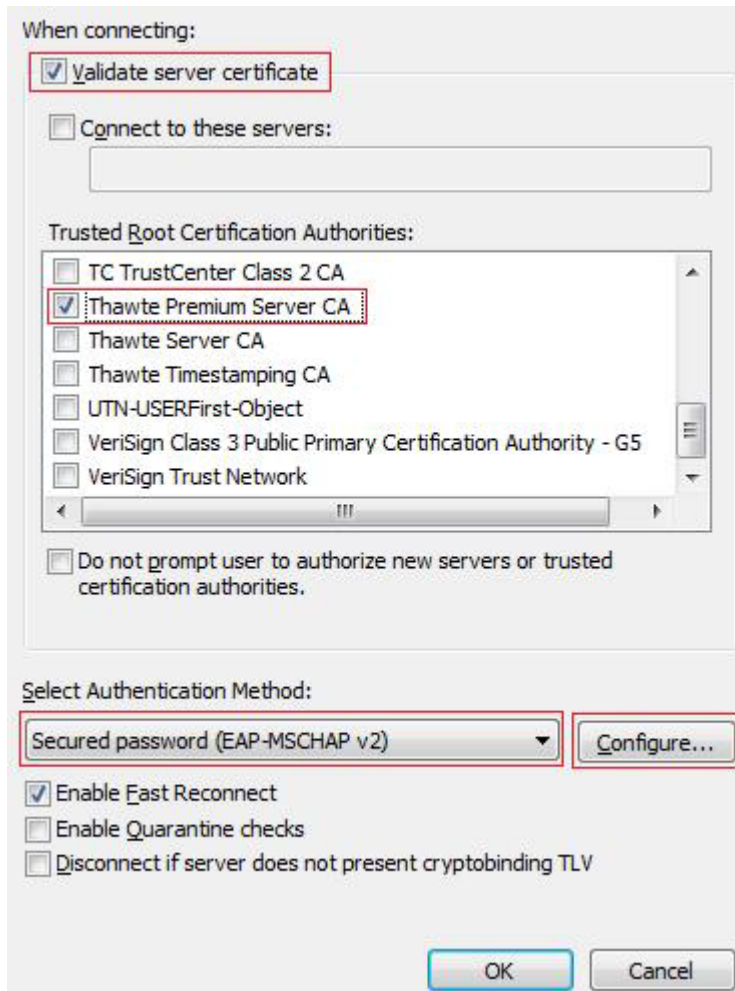 When connecting:
Validate server certificate
Connect to these servers:
Trusted Root Certification Authorities:
TC TrustCenter Class 2 CA
Thawte Premium Server CA
Thawte Server CA
Thawte Timestamping CA
UTN-USERFirst-Object
VeriSign Class 3 Public Primary Certification Authority - G5
VeriSign Trust Network
Do not prompt user to authorize new servers or trusted
certification authorities.
Select Authentication Method:
Secured password (EAP-MSCHAP v2) Configure...
Enable Fast Reconnect
Enable Quarantine checks
Disconnect if server does not present cryptobinding TLV
OK Cancel